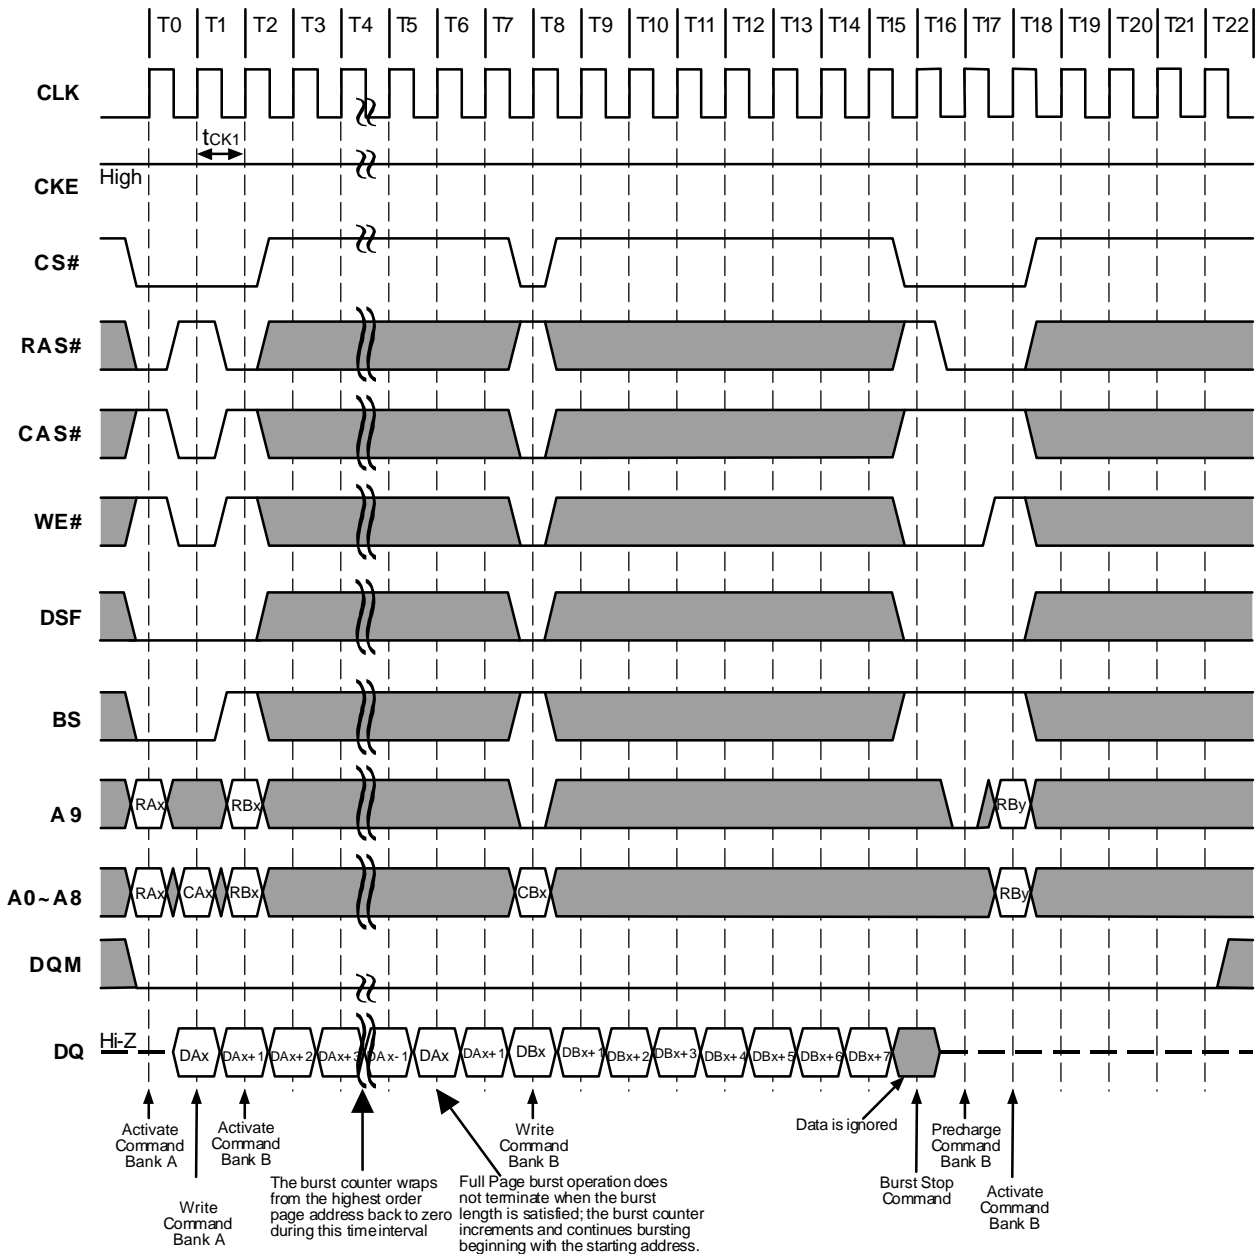 T0 T1 T2 T3 T4 T5 T6 T7 T8 T9 T10 T11 T12 T13 T14 T15 T16 T17 T18 T19 T20 T21 T22
CLK
tCK1
High
CKE
CS#
RAS#
CAS#
WE#
DSF
BS
A9
RAx RBx RBy
A0~A8
RAx CAx RBx CBx RBy
DQM
Hi-Z
DQ
DAx DAx+1 DAx+2 DAx+3 DAx-1 DAx DAx+1 DBx DBx+1 DBx+2 DBx+3 DBx+4 DBx+5 DBx+6 DBx+7
Activate
Command
Bank A
Write
Command
Bank A
Activate
Command
Bank B
The burst counter wraps
from the highest order
page address back to zero
during this time interval
Write
Command
Bank B
Full Page burst operation does
not terminate when the burst
length is satisfied; the burst counter
increments and continues bursting
beginning with the starting address.
Data is ignored
Burst Stop
Command
Precharge
Command
Bank B
Activate
Command
Bank B